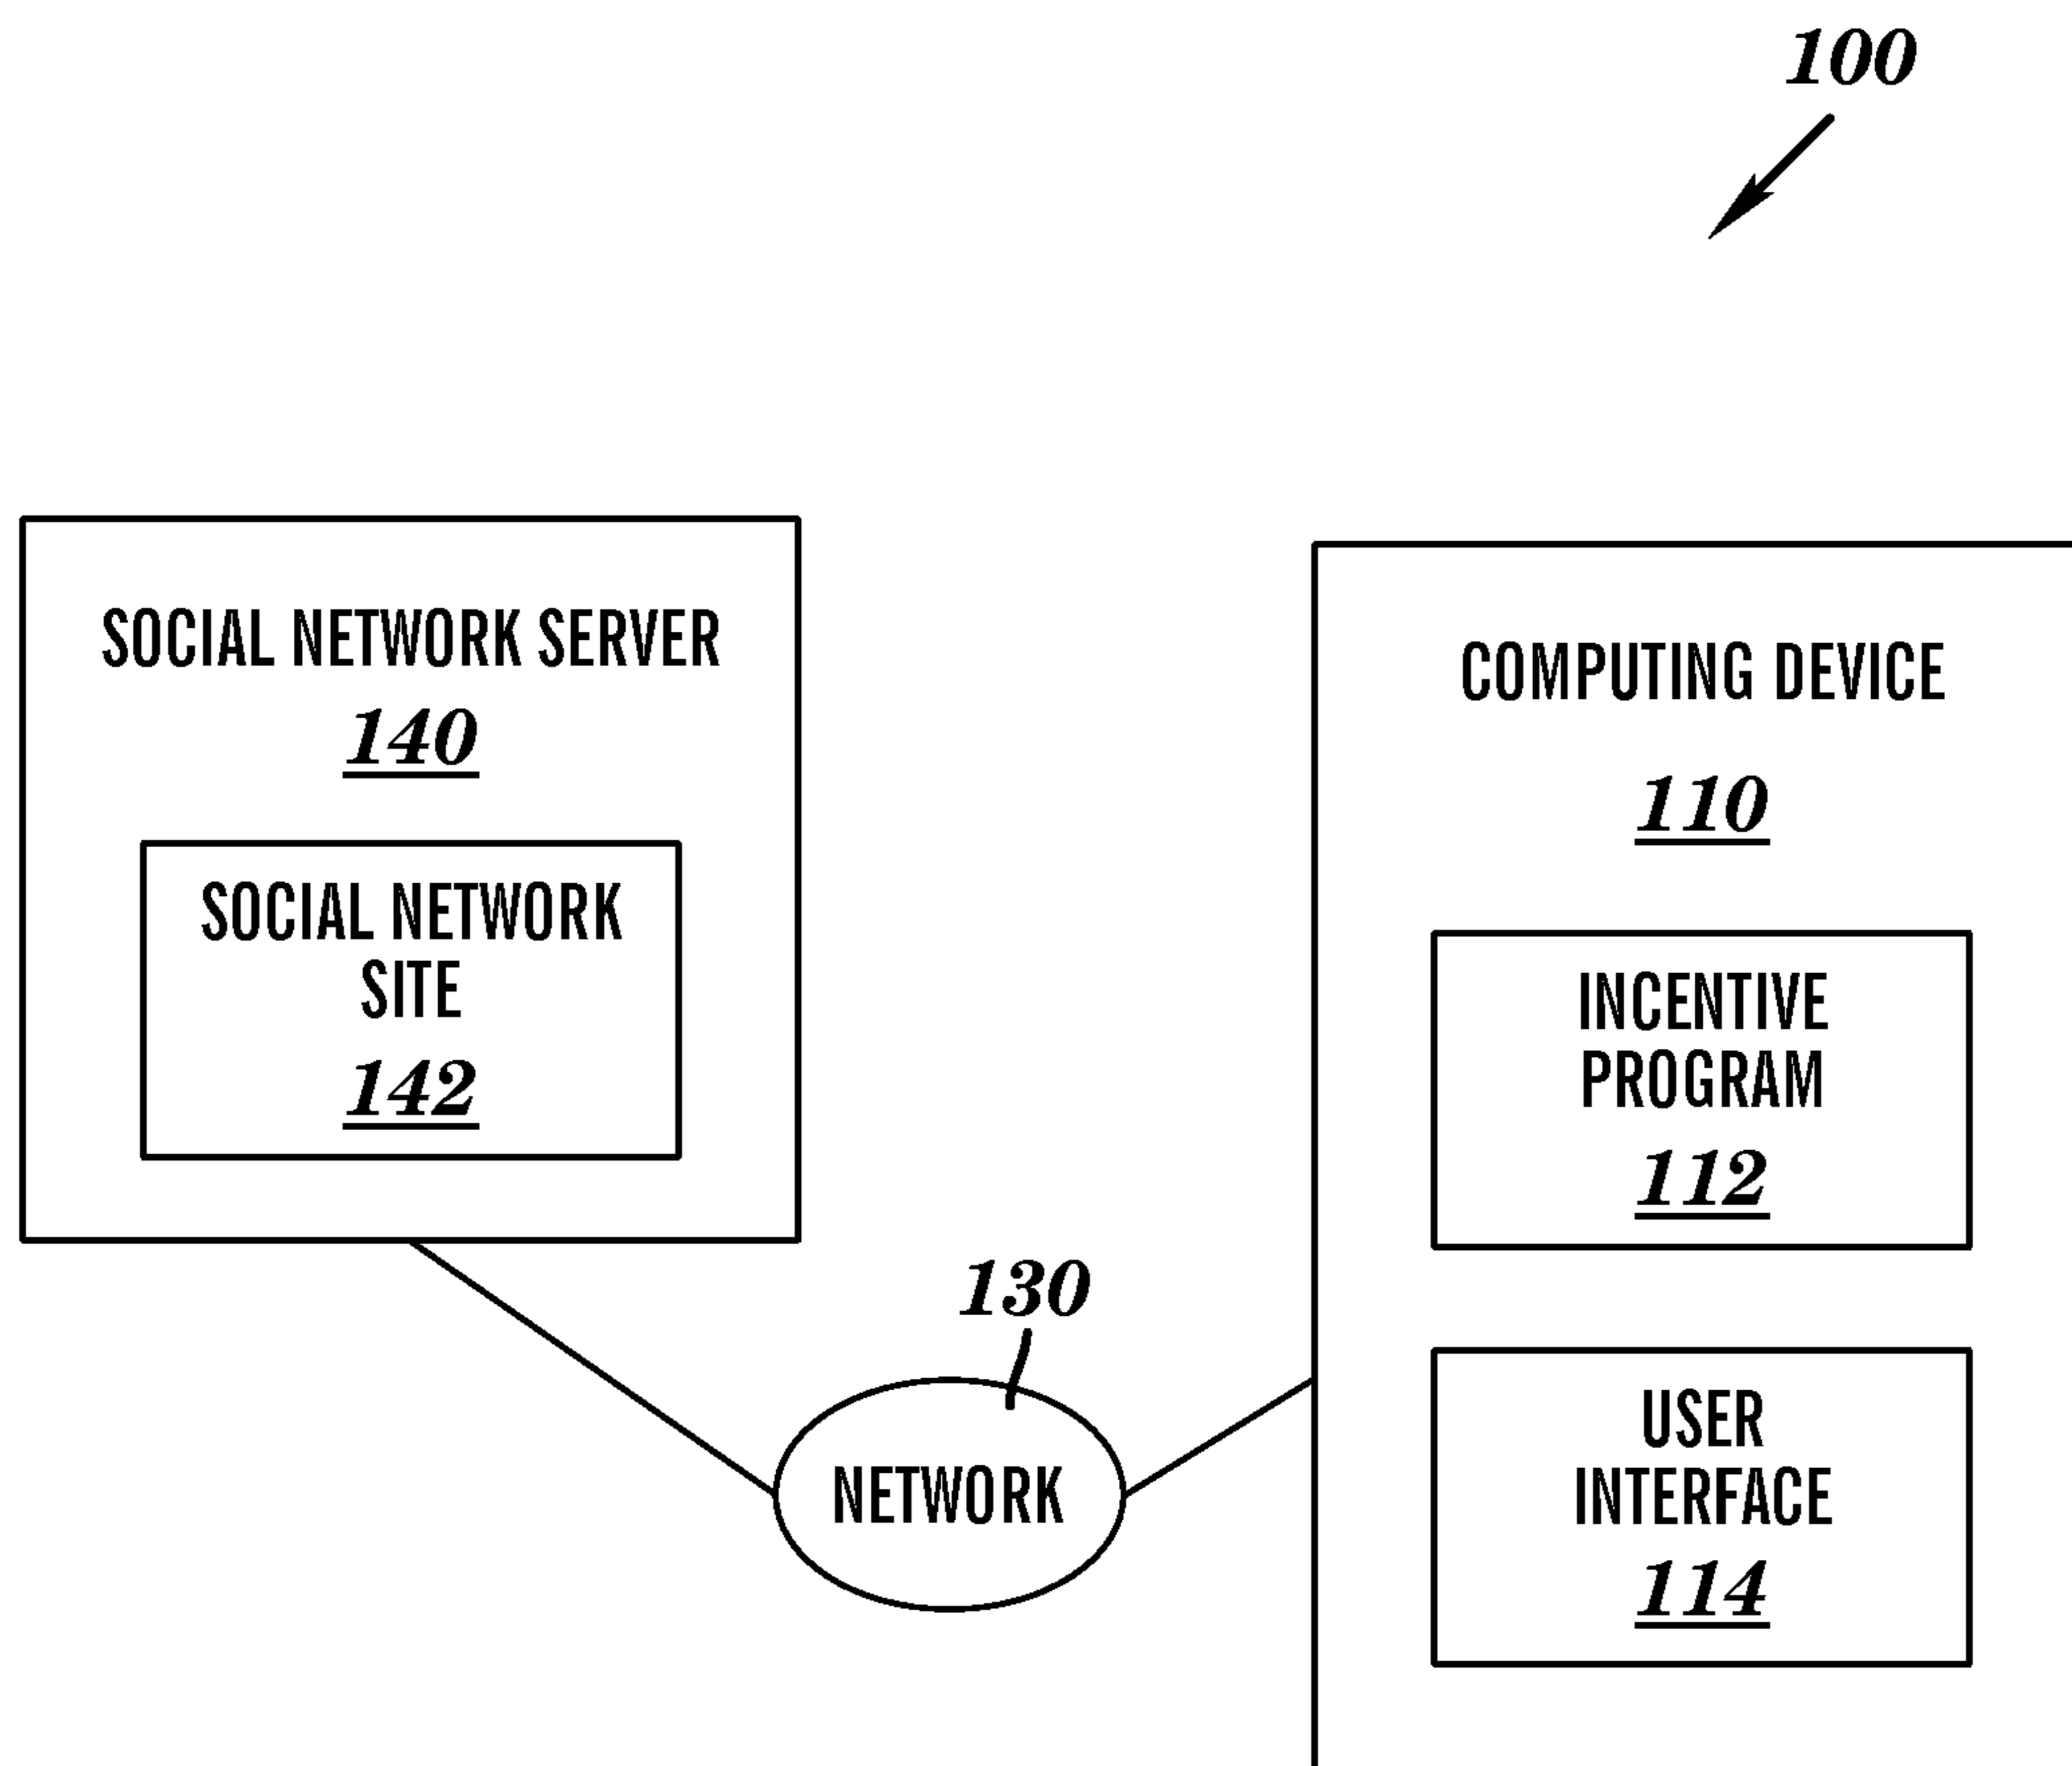 100
SOCIAL NETWORK SERVER
140
SOCIAL NETWORK
SITE
142
COMPUTING DEVICE
110
INCENTIVE
PROGRAM
112
USER
INTERFACE
114
130
NETWORK